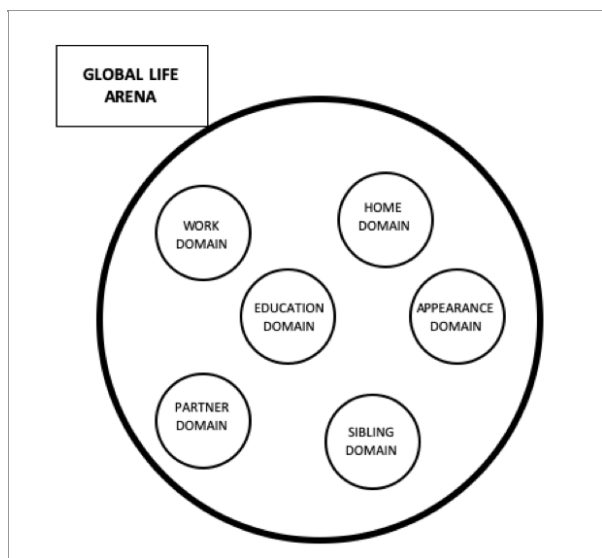 GLOBAL LIFE
ARENA
WORK
DOMAIN
HOME
DOMAIN
EDUCATION
DOMAIN
APPEARANCE
DOMAIN
PARTNER
DOMAIN
SIBLING
DOMAIN